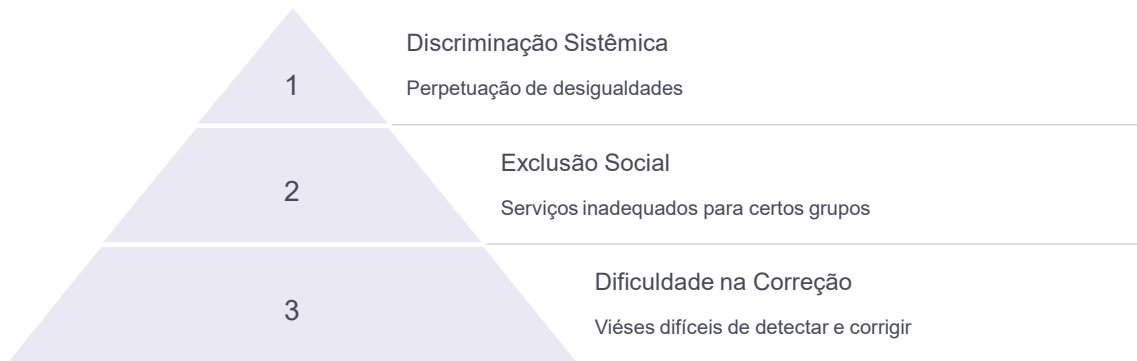 1
Discriminação Sistêmica
Perpetuação de desigualdades
2
Exclusão Social
Serviços inadequados para certos grupos
3
Dificuldade na Correção
Viéses difíceis de detectar e corrigir